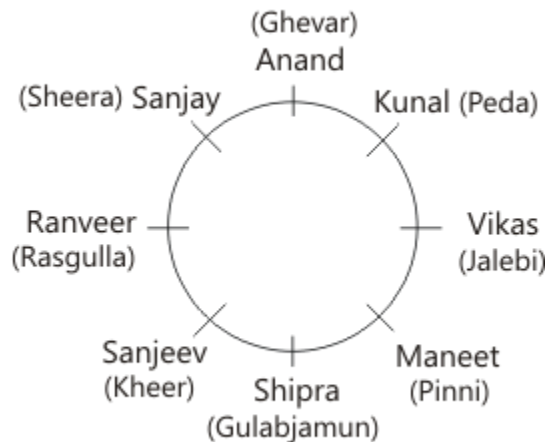 (Ghevar)
Anand
(Sheera) Sanjay
Kunal (Peda)
Ranveer
(Rasgulla)
Vikas
(Jalebi)
Sanjeev
(Kheer)
Shipra
(Gulabjamun)
Maneet
(Pinni)